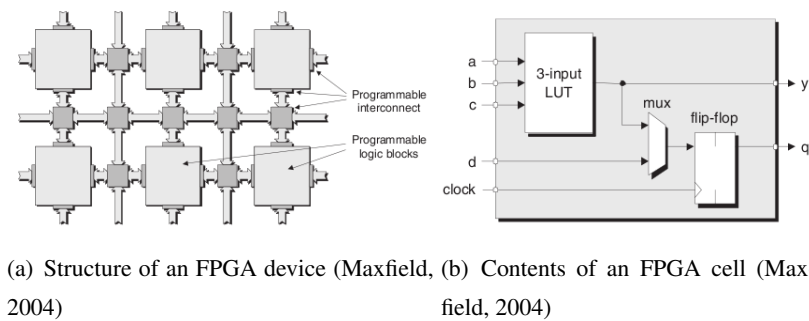 Programmable
interconnect
Programmable
logic blocks
a
b
c
d
clock
3-input
LUT
mux
flip-flop
y
q
(a) Structure of an FPGA device (Maxfield,
2004)
(b) Contents of an FPGA cell (Max
field, 2004)